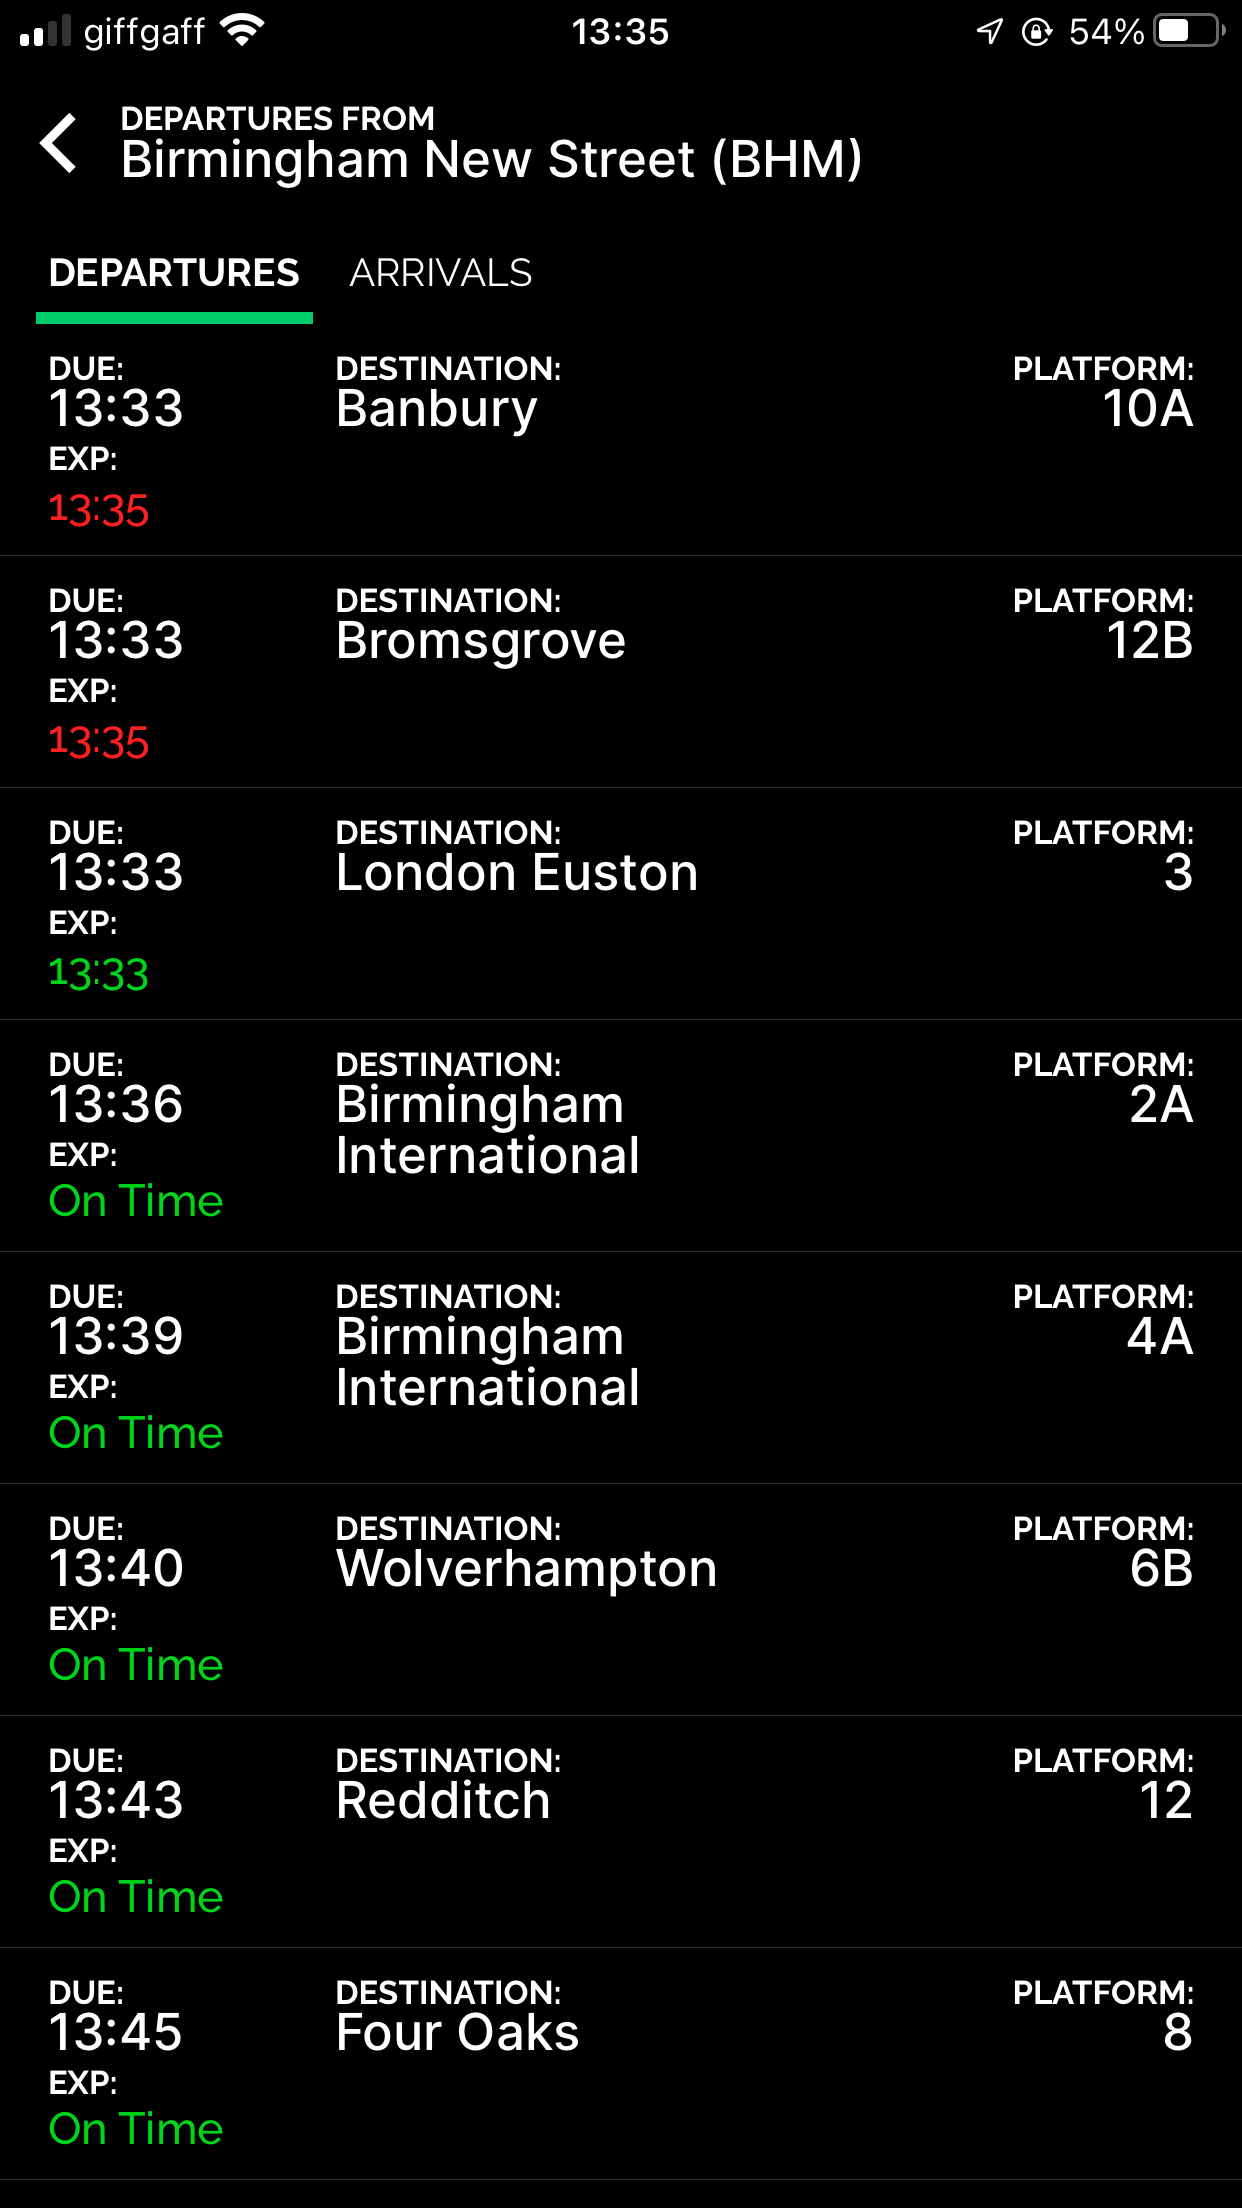 giffgaff 13:35 54%
DEPARTURES FROM
Birmingham New Street (BHM)
DEPARTURES ARRIVALS
DUE: DESTINATION: PLATFORM:
13:33 Banbury 10A
EXP:
13:35
DUE: DESTINATION: PLATFORM:
13:33 Bromsgrove 12B
EXP:
13:35
DUE: DESTINATION: PLATFORM:
13:33 London Euston 3
EXP:
13:33
DUE: DESTINATION: PLATFORM:
13:36 Birmingham 2A
EXP: International
On Time
DUE: DESTINATION: PLATFORM:
13:39 Birmingham 4A
EXP: International
On Time
DUE: DESTINATION: PLATFORM:
13:40 Wolverhampton 6B
EXP:
On Time
DUE: DESTINATION: PLATFORM:
13:43 Redditch 12
EXP:
On Time
DUE: DESTINATION: PLATFORM:
13:45 Four Oaks 8
EXP:
On Time